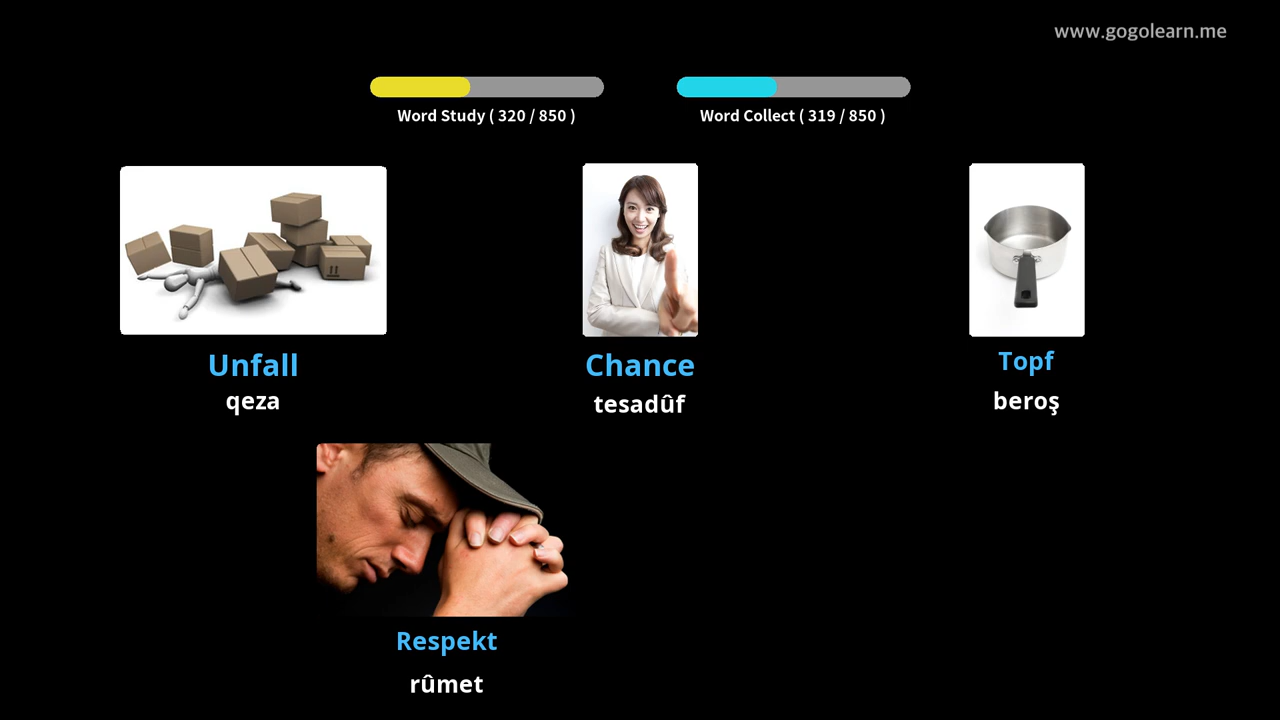 www.gogolearn.me
Word Study ( 320 / 850 )
Word Collect ( 319 / 850 )
Unfall
qeza
Chance
tesadûf
Topf
beroş
Respekt
rûmet